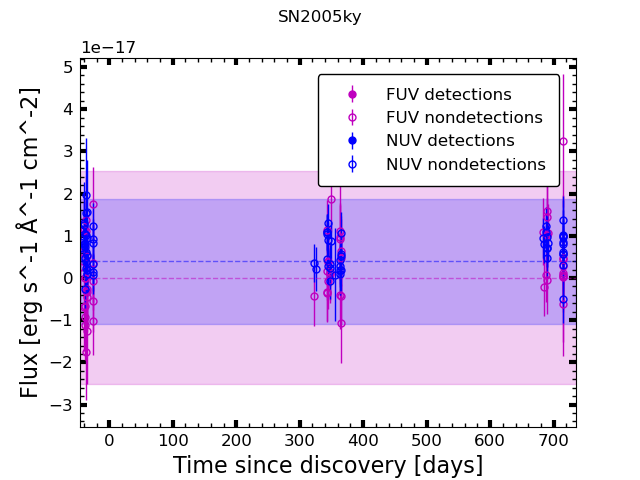 SN2005ky
1e−17
5
4
3
2
1
0
−1
−2
−3
Flux [erg s^-1 Å^-1 cm^-2]
FUV detections
FUV nondetections
NUV detections
NUV nondetections
0 100 200 300 400 500 600 700
Time since discovery [days]